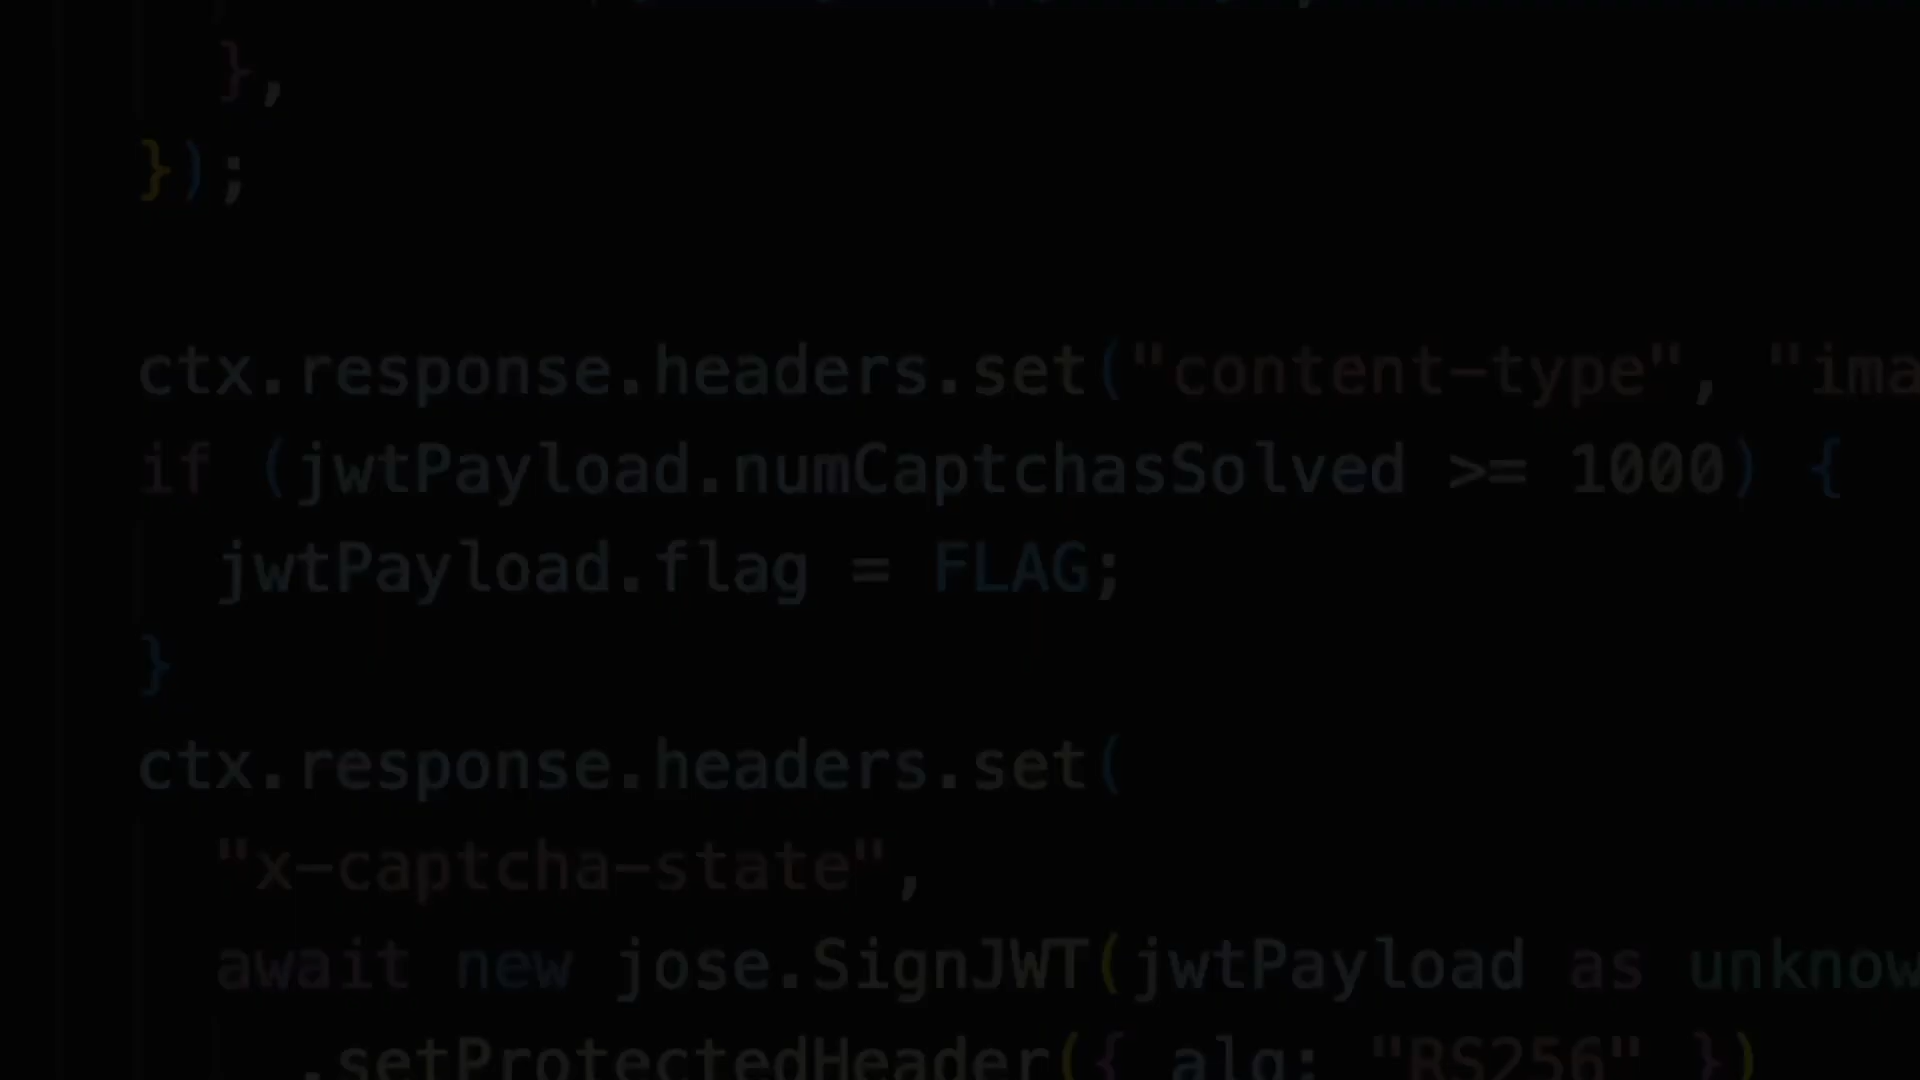 },
});
ctx.response.headers.set("content-type", "ima
if (jwtPayload.numCaptchasSolved >= 1000) {
jwtPayload.flag = FLAG;
}
ctx.response.headers.set(
"x-captcha-state",
await new jose.SignJWT(jwtPayload as unknow
.setProtectedHeader({ alg: "RS256" })